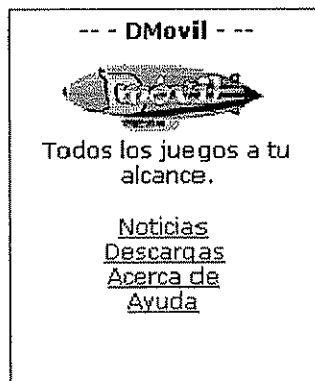 --- DMovil ---
Todos los juegos a tu
alcance.
Noticias
Descargas
Acerca de
Ayuda